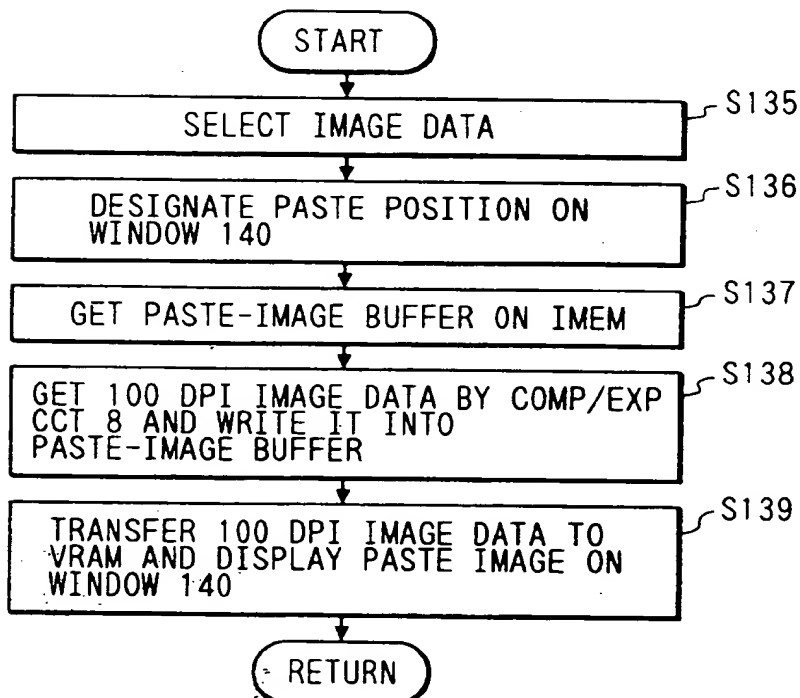 START
SELECT IMAGE DATA
S135
DESIGNATE PASTE POSITION ON
WINDOW 140
S136
GET PASTE-IMAGE BUFFER ON IMEM
S137
GET 100 DPI IMAGE DATA BY COMP/EXP
CCT 8 AND WRITE IT INTO
PASTE-IMAGE BUFFER
S138
TRANSFER 100 DPI IMAGE DATA TO
VRAM AND DISPLAY PASTE IMAGE ON
WINDOW 140
S139
RETURN